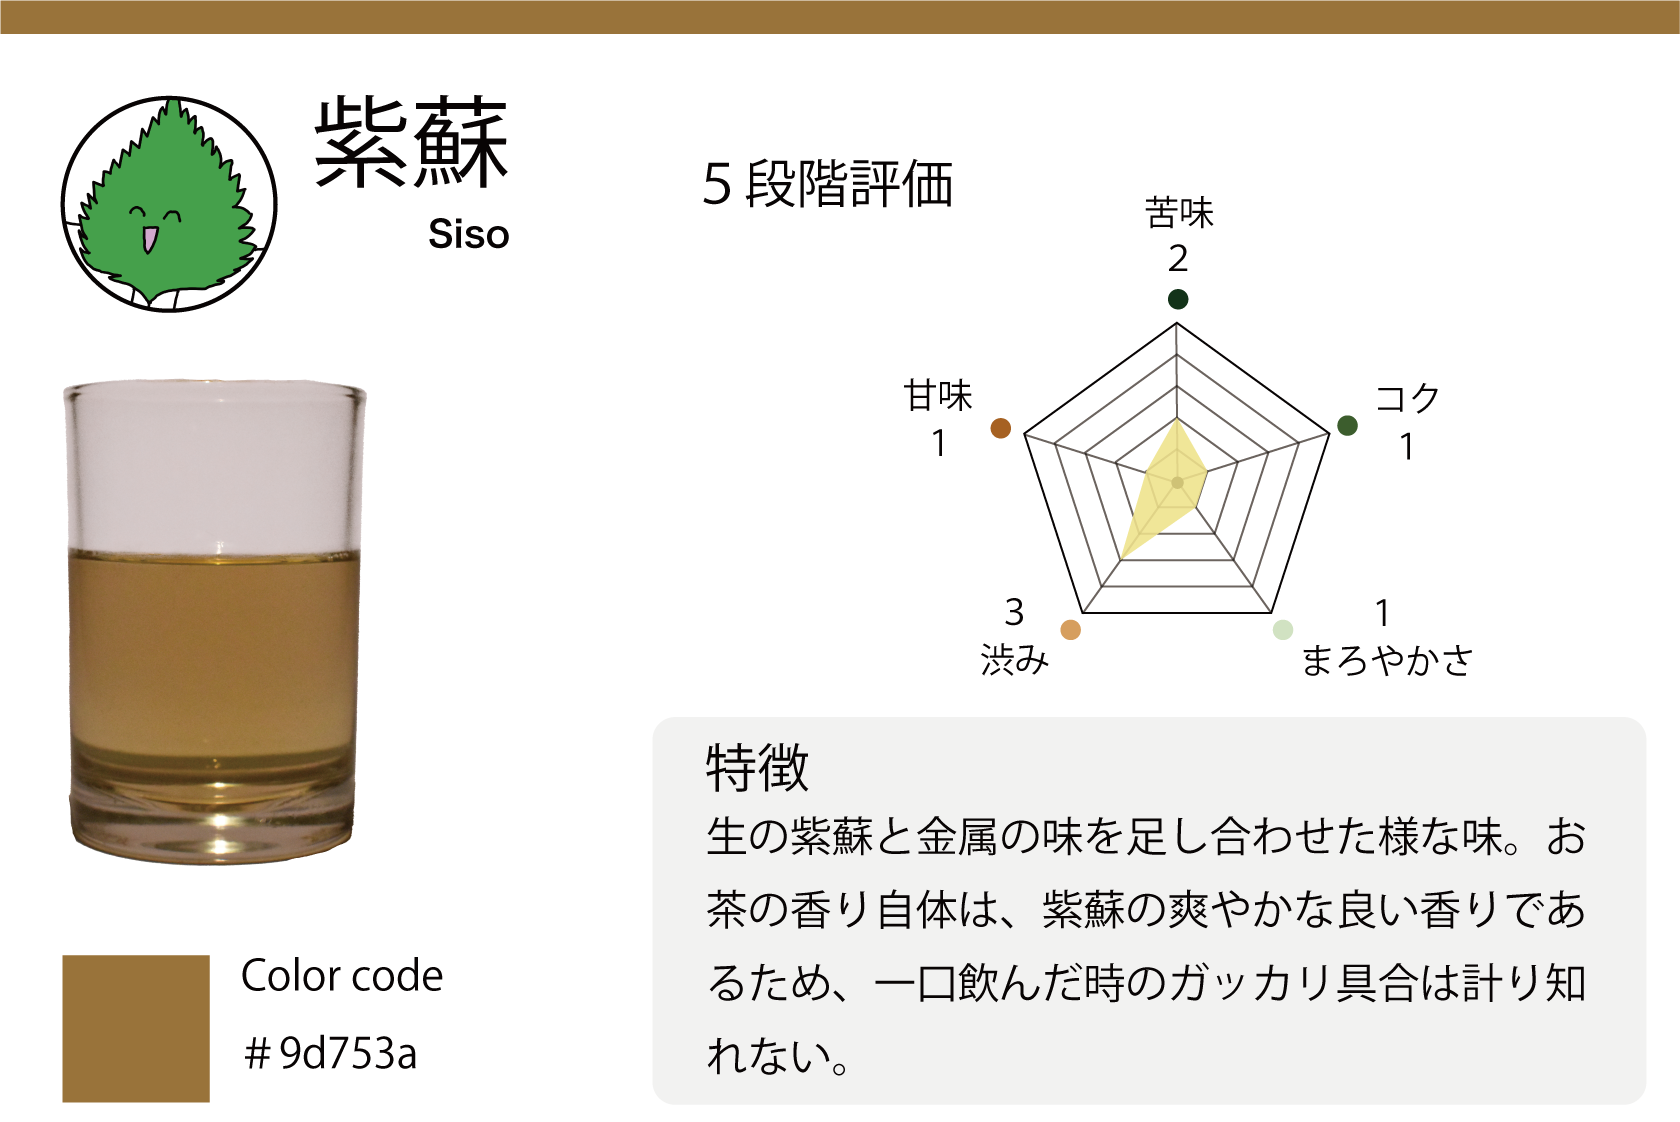 紫蘇
Siso
5段階評価
苦味
2
コク
1
甘味
1
3
渋み
1
まろやかさ
特徴
生の紫蘇と金属の味を足し合わせた様な味。お
茶の香り自体は、紫蘇の爽やかな良い香りであ
るため、一口飲んだ時のガッカリ具合は計り知
れない。
Color code
#9d753a